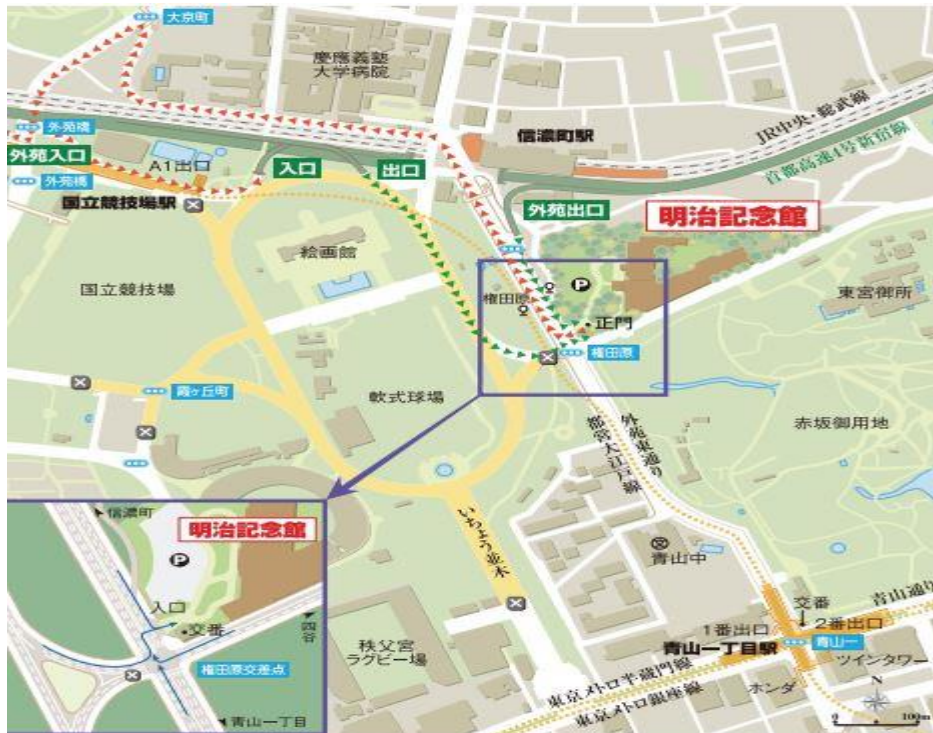 大京町
慶應義塾
大学病院
外苑橋
外苑入口
外苑橋
A1出口
国立競技場駅
入口
出口
信濃町駅
JR中央・総武線
首都高速4号新宿線
外苑出口
明治記念館
絵画館
国立競技場
権田原
P
正門
東宮御所
権田原
霞ヶ丘町
軟式球場
外苑東通り
都営大江戸線
赤坂御用地
信濃町
明治記念館
P
入口
交番
四谷
権田原交差点
青山一丁目
いちょう並木
秩父宮
ラグビー場
青山中
交番
青山通り
1番出口
2番出口
青山一丁目駅
青山一
ツインタワー
ホンダ
東京メトロ半蔵門線
東京メトロ銀座線
N
0 100m